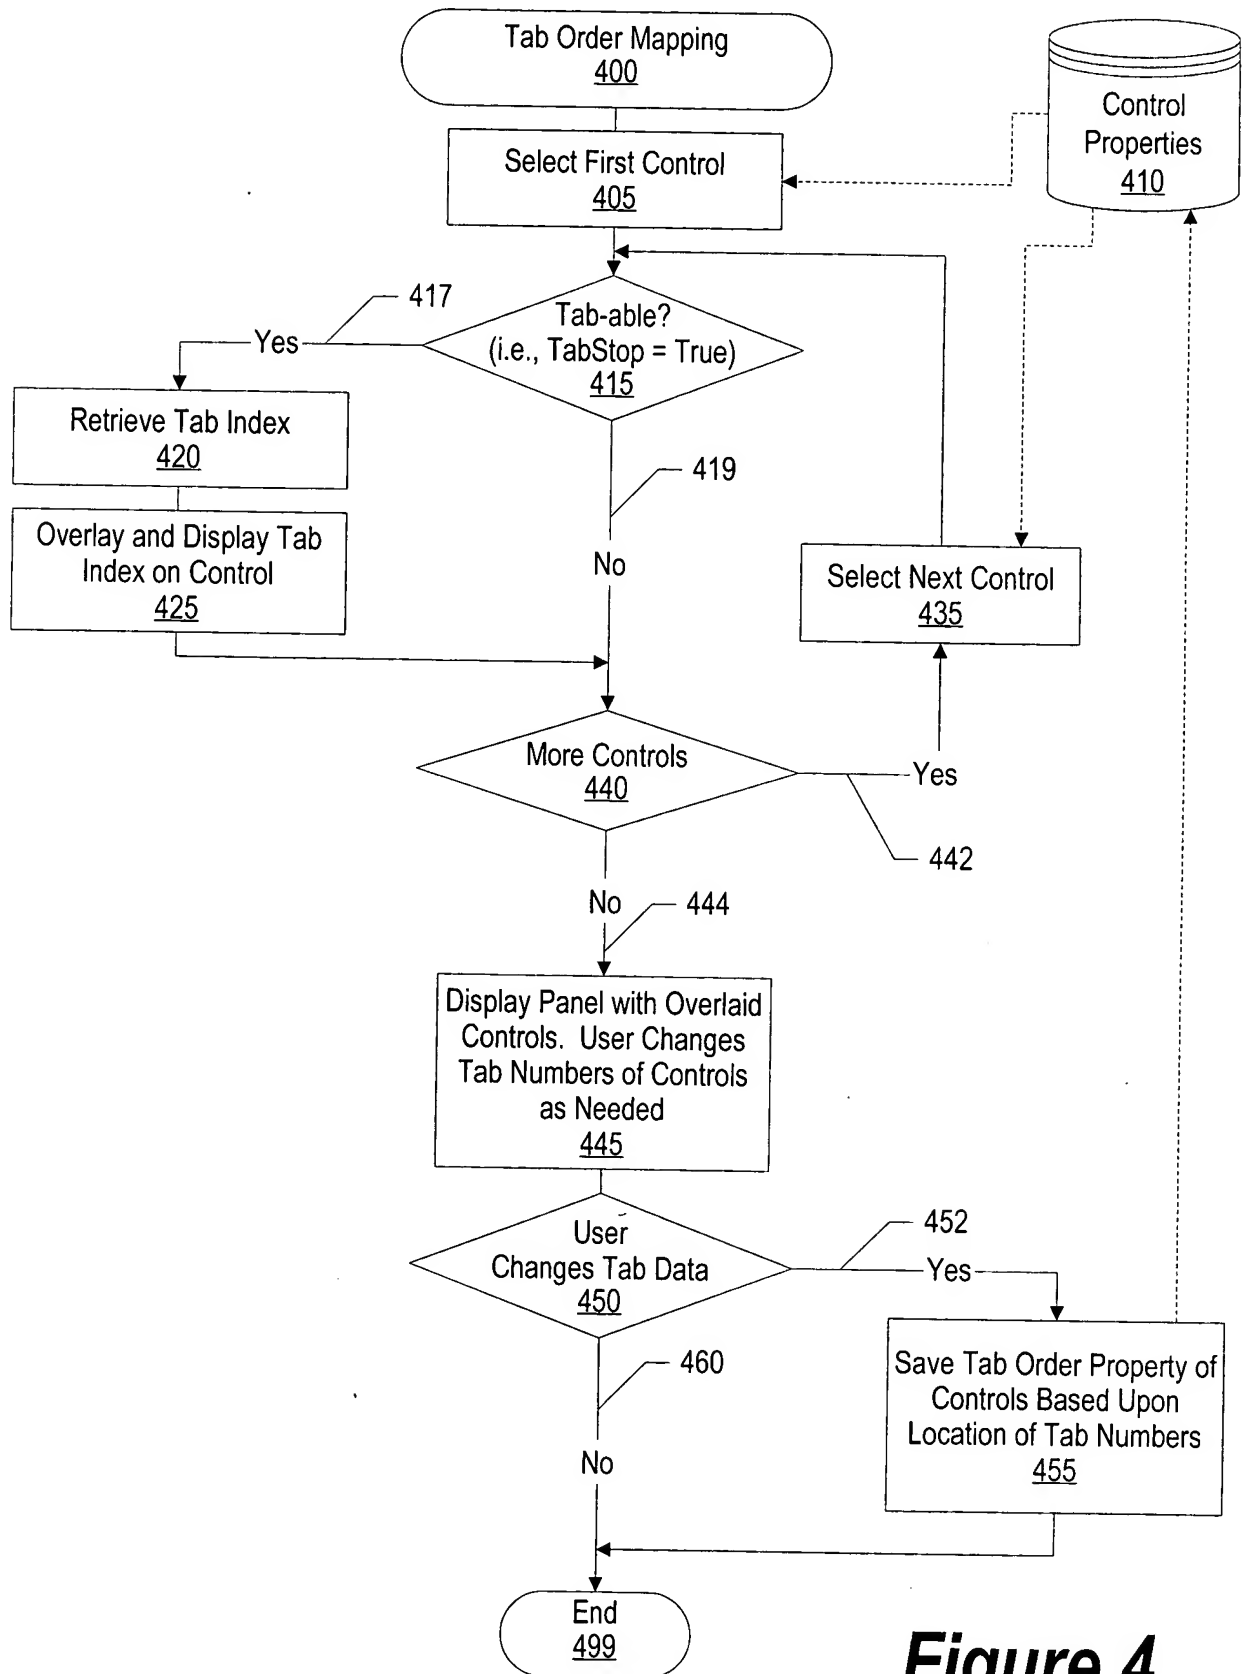 Tab Order Mapping
400
Control
Properties
410
Select First Control
405
417
Tab-able?
(i.e., TabStop = True)
415
Yes
Retrieve Tab Index
420
419
Overlay and Display Tab
Index on Control
425
No
Select Next Control
435
More Controls
440
Yes
442
No
444
Display Panel with Overlaid
Controls. User Changes
Tab Numbers of Controls
as Needed
445
User
Changes Tab Data
450
452
Yes
460
Save Tab Order Property of
Controls Based Upon
Location of Tab Numbers
455
No
End
499
Figure 4